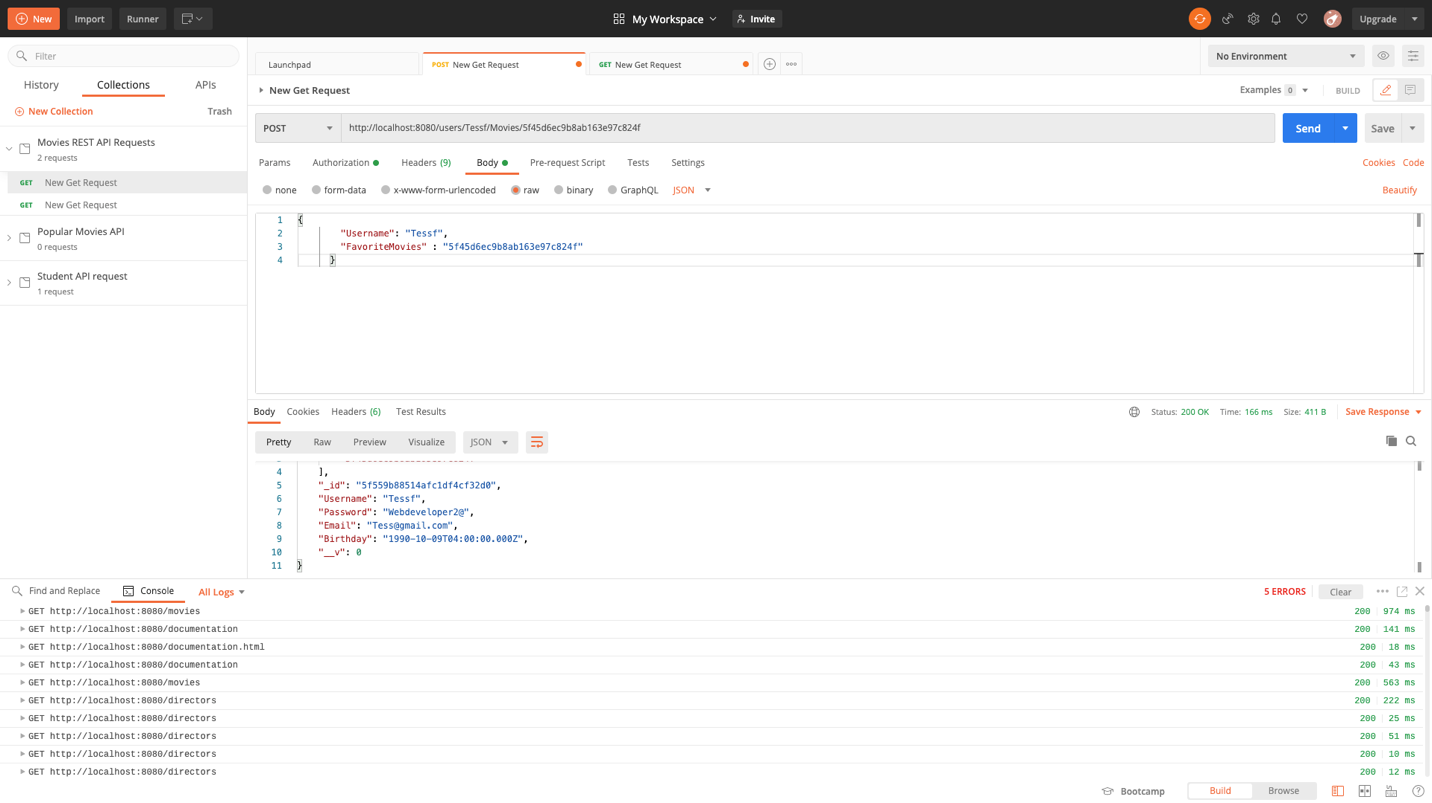 New
Import
Runner
My Workspace
Invite
Upgrade
Filter
History
Collections
APIs
New Collection
Trash
Movies REST API Requests
2 requests
GET New Get Request
GET New Get Request
Popular Movies API
0 requests
Student API request
1 request
Launchpad
POST New Get Request
GET New Get Request
No Environment
New Get Request
Examples 0
BUILD
POST
http://localhost:8080/users/Tessf/Movies/5f45d6ec9b8ab163e97c824f
Send
Save
Params
Authorization
Headers (9)
Body
Pre-request Script
Tests
Settings
Cookies
Code
none
form-data
x-www-form-urlencoded
raw
binary
GraphQL
JSON
Beautify
1 {
2 "Username": "Tessf",
3 "FavoriteMovies" : "5f45d6ec9b8ab163e97c824f"
4 }
Body
Cookies
Headers (6)
Test Results
Status: 200 OK
Time: 166 ms
Size: 411 B
Save Response
Pretty
Raw
Preview
Visualize
JSON
4 ],
5 "_id": "5f559b88514afc1df4cf32d0",
6 "Username": "Tessf",
7 "Password": "Webdeveloper2@",
8 "Email": "Tess@gmail.com",
9 "Birthday": "1990-10-09T04:00:00.000Z",
10 "__v": 0
11 }
Find and Replace
Console
All Logs
5 ERRORS
Clear
GET http://localhost:8080/movies 200 974 ms
GET http://localhost:8080/documentation 200 141 ms
GET http://localhost:8080/documentation.html 200 18 ms
GET http://localhost:8080/documentation 200 43 ms
GET http://localhost:8080/movies 200 563 ms
GET http://localhost:8080/directors 200 222 ms
GET http://localhost:8080/directors 200 25 ms
GET http://localhost:8080/directors 200 51 ms
GET http://localhost:8080/directors 200 10 ms
GET http://localhost:8080/directors 200 12 ms
Bootcamp
Build
Browse